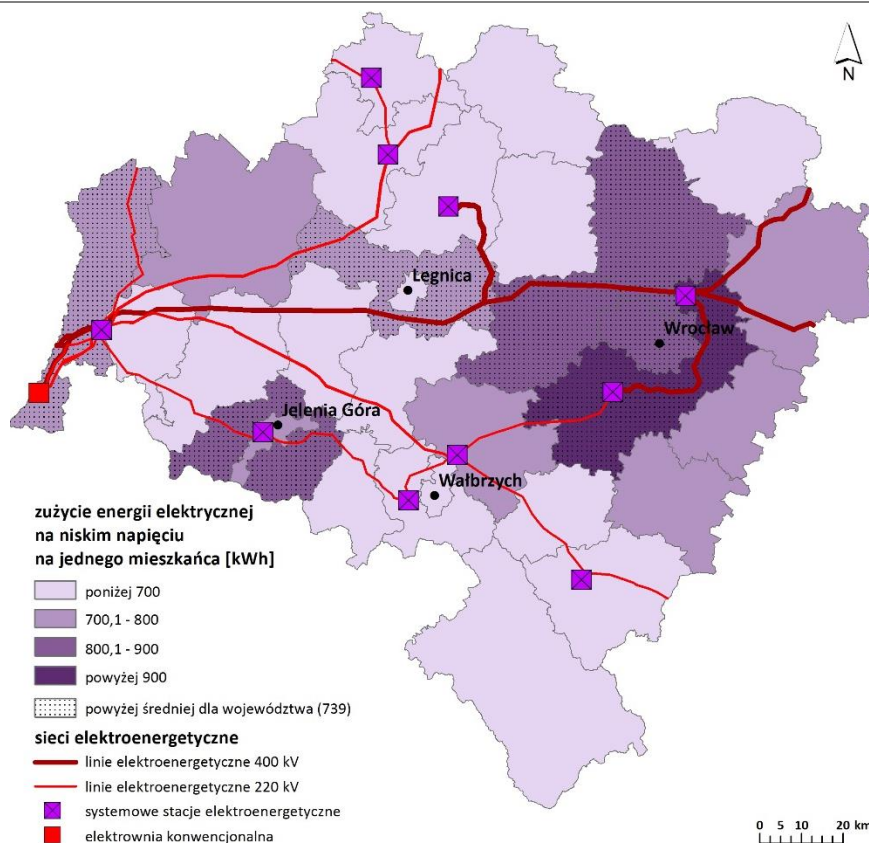 N
Legnica
Wrocław
Jelenia Góra
Wałbrzych
zużycie energii elektrycznej
na niskim napięciu
na jednego mieszkańca [kWh]
poniżej 700
700,1 - 800
800,1 - 900
powyżej 900
powyżej średniej dla województwa (739)
sieci elektroenergetyczne
linie elektroenergetyczne 400 kV
linie elektroenergetyczne 220 kV
systemowe stacje elektroenergetyczne
elektrownia konwencjonalna
0 5 10 20 km